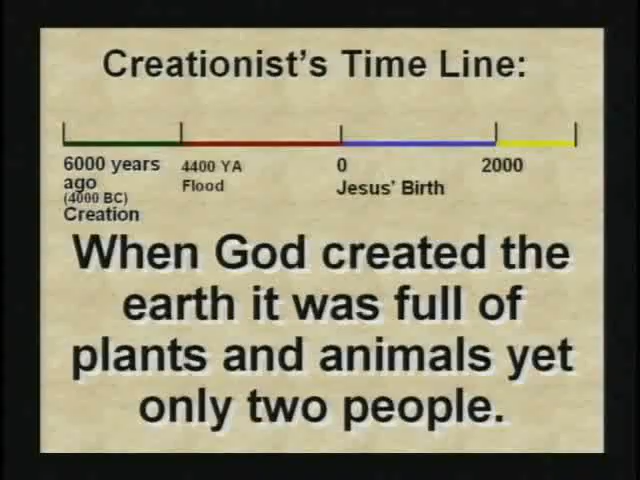 Creationist's Time Line:
6000 years ago (4000 BC) Creation
4400 YA Flood
0 Jesus' Birth
2000
When God created the
earth it was full of
plants and animals yet
only two people.